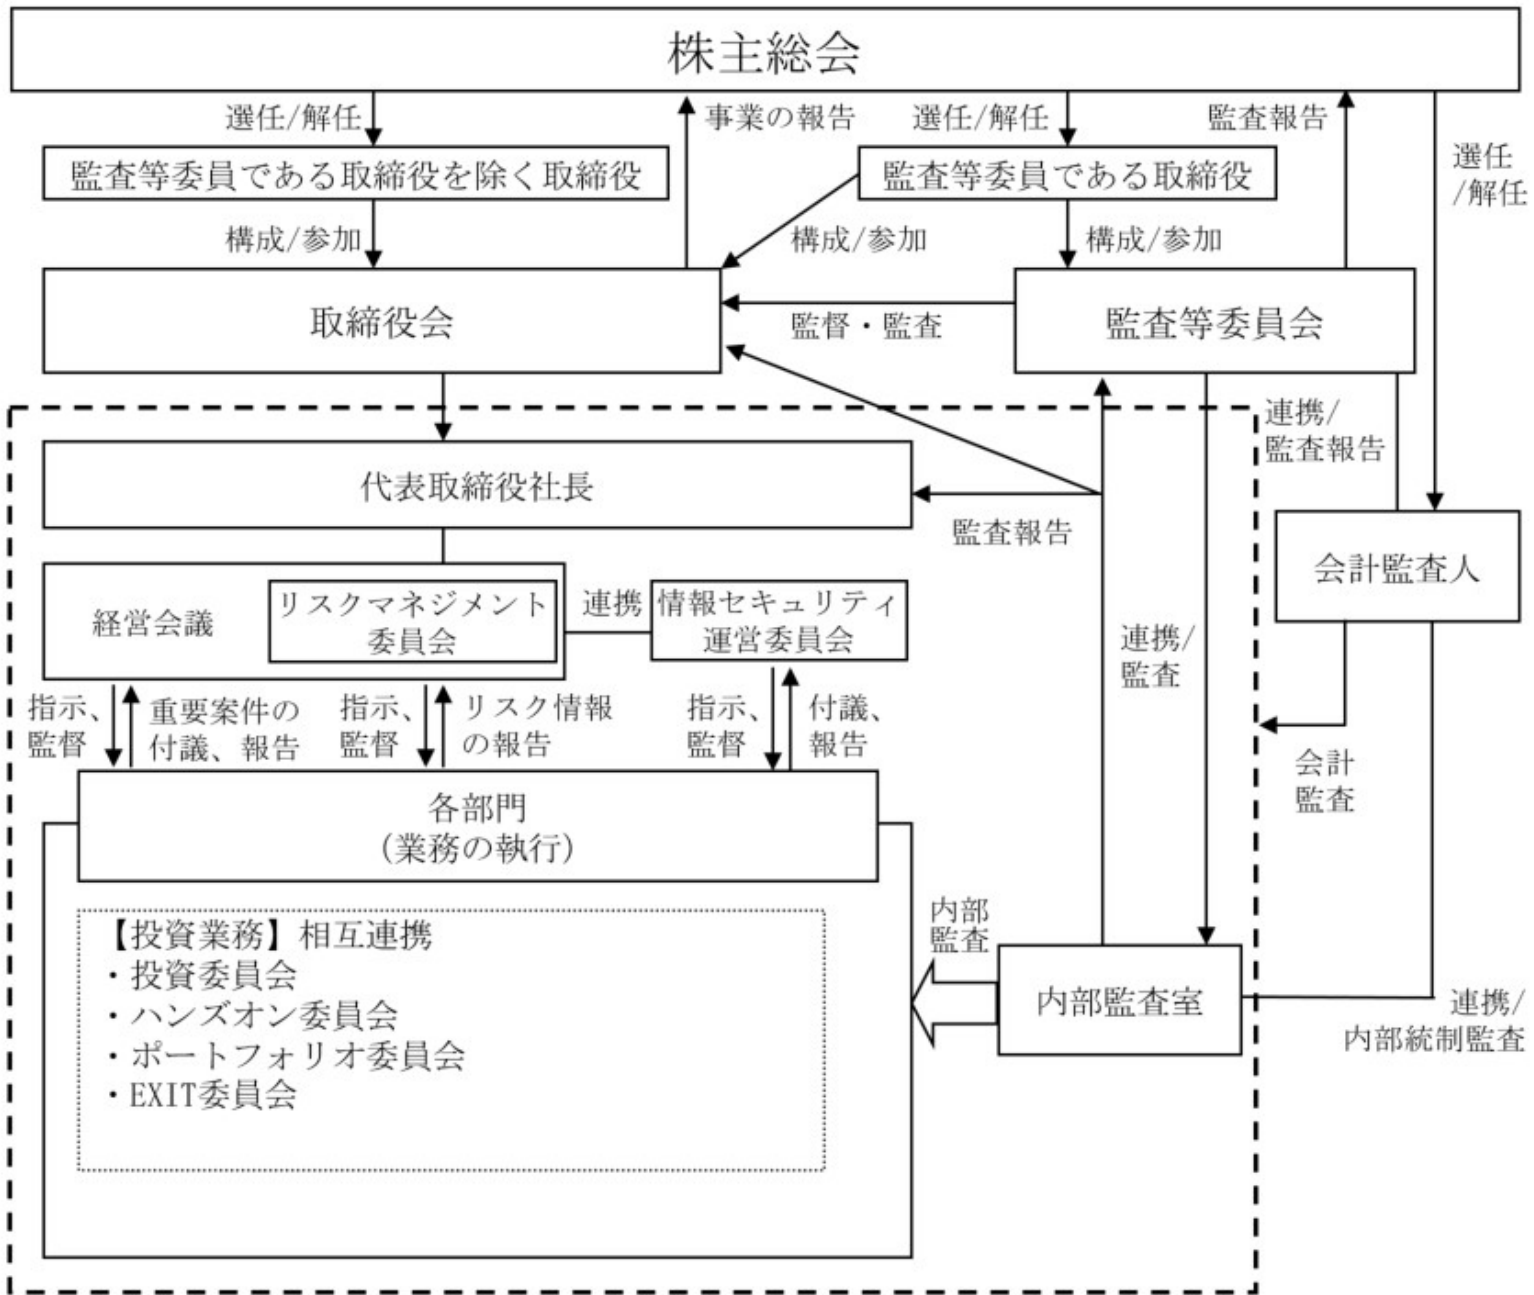 株主総会
選任/解任
事業の報告
選任/解任
監査報告
選任
/解任
監査等委員である取締役を除く取締役
監査等委員である取締役
構成/参加
構成/参加
構成/参加
取締役会
監督・監査
監査等委員会
連携/
監査報告
代表取締役社長
監査報告
会計監査人
経営会議
リスクマネジメント
委員会
連携
情報セキュリティ
運営委員会
連携/
監査
指示、
監督
重要案件の
付議、報告
指示、
監督
リスク情報
の報告
指示、
監督
付議、
報告
会計
監査
各部門
(業務の執行)
内部
監査
【投資業務】相互連携
・投資委員会
・ハンズオン委員会
・ポートフォリオ委員会
・EXIT委員会
内部監査室
連携/
内部統制監査